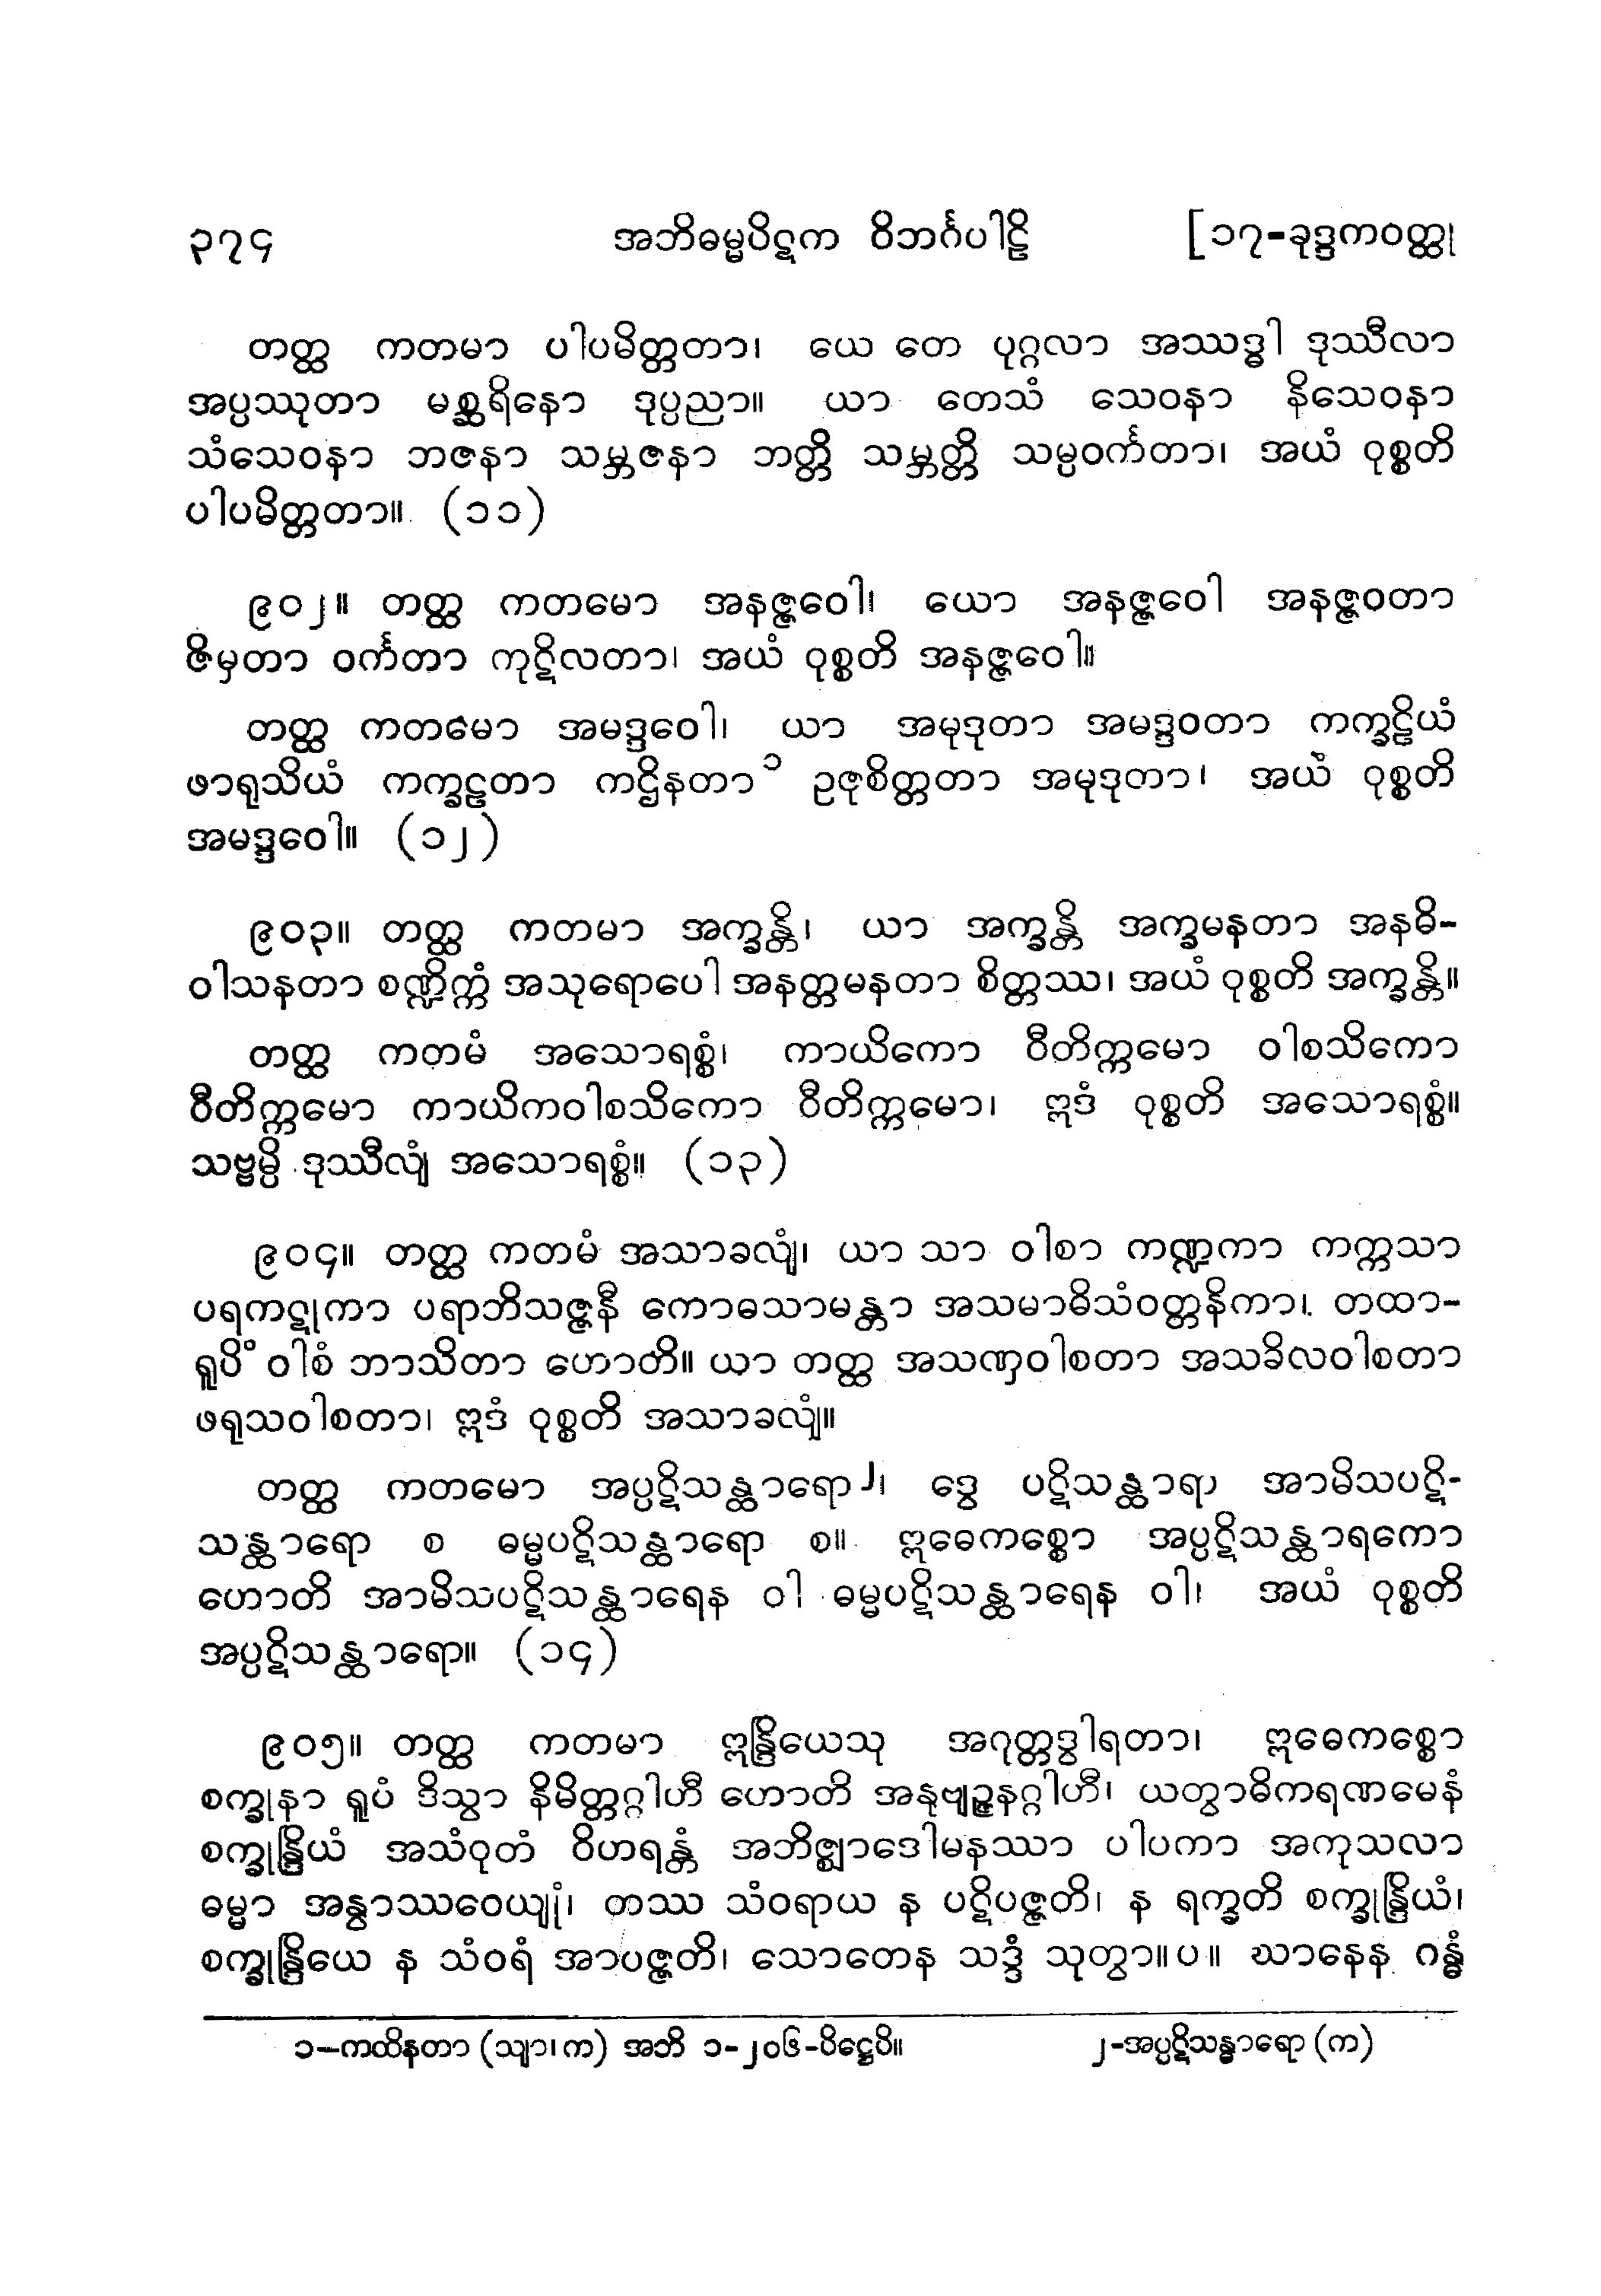 ၃၇၄ အဘိဓမ္မပိဋက ဝိဘင်္ဂပါဠိ [၁၇-ခုဒ္ဒကဝတ္ထု
တတ္ထ ကတမာ ပါပမိတ္တတာ၊ ယေ တေ ပုဂ္ဂလာ အဿဒ္ဓါ ဒုဿီလာ
အပ္ပဿုတာ မစ္ဆရိနော ဒုပ္ပညာ။ ယာ တေသံ သေဝနာ နိသေဝနာ
သံသေဝနာ ဘဇနာ သမ္ဘဇနာ ဘတ္တိ သမ္ဘတ္တိ သမ္ပဝင်္ကတာ၊ အယံ ဝုစ္စတိ
ပါပမိတ္တတာ။ (၁၁)
၉၀၂။ တတ္ထ ကတမော အနဇ္ဇဝေါ၊ ယော အနဇ္ဇဝေါ အနဇ္ဇဝတာ
ဇိမှတာ ဝင်္ကတာ ကုဋိလတာ၊ အယံ ဝုစ္စတိ အနဇ္ဇဝေါ။
တတ္ထ ကတမော အမဒ္ဒဝေါ၊ ယာ အမုဒုတာ အမဒ္ဒဝတာ ကက္ခဠိယံ
ဖာရုသိယံ ကက္ခဠတာ ကဌိနတာ ၁ ဥဇုစိတ္တတာ အမုဒုတာ၊ အယံ ဝုစ္စတိ
အမဒ္ဒဝေါ။ (၁၂)
၉၀၃။ တတ္ထ ကတမာ အက္ခန္တိ၊ ယာ အက္ခန္တိ အက္ခမနတာ အနဓိ-
ဝါသနတာ စဏ္ဍိက္ကံ အသုရောပေါ အနတ္တမနတာ စိတ္တဿ၊ အယံ ဝုစ္စတိ အက္ခန္တိ။
တတ္ထ ကတမံ အသောရစ္စံ၊ ကာယိကော ဝီတိက္ကမော ဝါစသိကော
ဝီတိက္ကမော ကာယိကဝါစသိကော ဝီတိက္ကမော၊ ဣဒံ ဝုစ္စတိ အသောရစ္စံ။
သဗ္ဗမ္ပိ ဒုဿီလျံ အသောရစ္စံ။ (၁၃)
၉၀၄။ တတ္ထ ကတမံ အသာခလျံ၊ ယာ သာ ဝါစာ ကဏ္ဍကာ ကက္ကသာ
ပရကဋုကာ ပရာဘိသဇ္ဇနီ ကောဓသာမန္တာ အသမာဓိသံဝတ္တနိကာ၊ တထာ-
ရူပိံ ဝါစံ ဘာသိတာ ဟောတိ။ ယာ တတ္ထ အသဏှဝါစတာ အသခိလဝါစတာ
ဖရုသဝါစတာ၊ ဣဒံ ဝုစ္စတိ အသာခလျံ။
တတ္ထ ကတမော အပ္ပဋိသန္ထာရော ၂၊ ဒွေ ပဋိသန္ထာရာ အာမိသပဋိ-
သန္ထာရော စ ဓမ္မပဋိသန္ထာရော စ။ ဣဓေကစ္စော အပ္ပဋိသန္ထာရကော
ဟောတိ အာမိသပဋိသန္ထာရေန ဝါ ဓမ္မပဋိသန္ထာရေန ဝါ၊ အယံ ဝုစ္စတိ
အပ္ပဋိသန္ထာရော။ (၁၄)
၉၀၅။ တတ္ထ ကတမာ ဣန္ဒြိယေသု အဂုတ္တဒွါရတာ၊ ဣဓေကစ္စော
စက္ခုနာ ရူပံ ဒိသွာ နိမိတ္တဂ္ဂါဟီ ဟောတိ အနုဗျဉ္ဇနဂ္ဂါဟီ၊ ယတွာဓိကရဏမေနံ
စက္ခုန္ဒြိယံ အသံဝုတံ ဝိဟရန္တံ အဘိဇ္ဈာဒေါမနဿာ ပါပကာ အကုသလာ
ဓမ္မာ အနွာဿဝေယျုံ၊ တဿ သံဝရာယ န ပဋိပဇ္ဇတိ၊ န ရက္ခတိ စက္ခုန္ဒြိယံ၊
စက္ခုန္ဒြိယေ န သံဝရံ အာပဇ္ဇတိ၊ သောတေန သဒ္ဒံ သုတွာ။ပ။ ဃာနေန ဂန္ဓံ
၁-ကထိနတာ (သျာ၊က) အဘိ ၁-၂၀၆-ပိဋ္ဌေပိ။ ၂-အပ္ပဋိသန္ဓာရော (က)